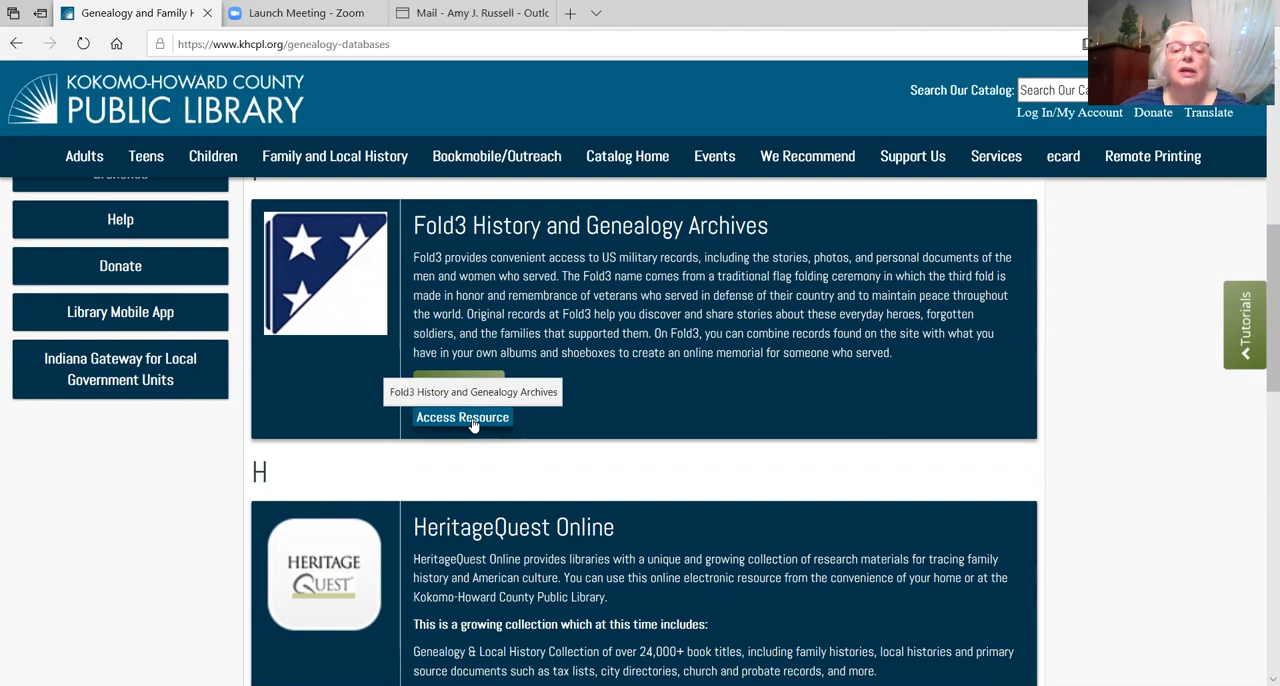 Genealogy and Family H
Launch Meeting - Zoom
Mail - Amy J. Russell - Outlo
https://www.khcpl.org/genealogy-databases
KOKOMO-HOWARD COUNTY
PUBLIC LIBRARY
Search Our Catalog:
Search Our Ca
Log In/My Account
Donate
Translate
Adults
Teens
Children
Family and Local History
Bookmobile/Outreach
Catalog Home
Events
We Recommend
Support Us
Services
ecard
Remote Printing
Help
Donate
Library Mobile App
Indiana Gateway for Local
Government Units
Fold3 History and Genealogy Archives
Fold3 provides convenient access to US military records, including the stories, photos, and personal documents of the
men and women who served. The Fold3 name comes from a traditional flag folding ceremony in which the third fold is
made in honor and remembrance of veterans who served in defense of their country and to maintain peace throughout
the world. Original records at Fold3 help you discover and share stories about these everyday heroes, forgotten
soldiers, and the families that supported them. On Fold3, you can combine records found on the site with what you
have in your own albums and shoeboxes to create an online memorial for someone who served.
Fold3 History and Genealogy Archives
Access Resource
Tutorials
H
HERITAGE
QUEST
HeritageQuest Online
HeritageQuest Online provides libraries with a unique and growing collection of research materials for tracing family
history and American culture. You can use this online electronic resource from the convenience of your home or at the
Kokomo-Howard County Public Library.
This is a growing collection which at this time includes:
Genealogy & Local History Collection of over 24,000+ book titles, including family histories, local histories and primary
source documents such as tax lists, city directories, church and probate records, and more.